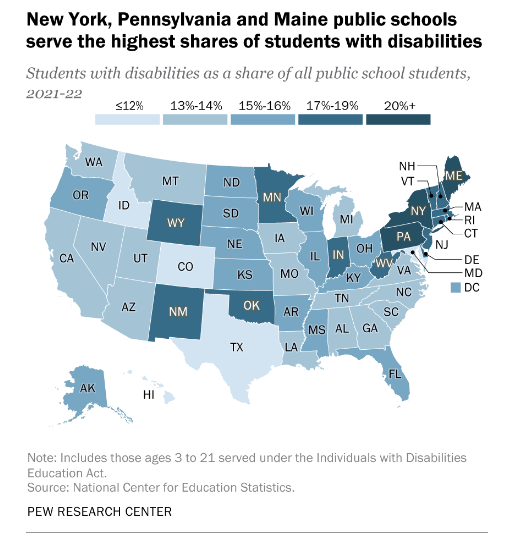 New York, Pennsylvania and Maine public schools
serve the highest shares of students with disabilities
Students with disabilities as a share of all public school students,
2021-22
≤12% 13%-14% 15%-16% 17%-19% 20%+
WA
OR
ID
MT
ND
MN
WI
MI
NH
VT
ME
NY
MA
RI
CT
NJ
PA
DE
MD
DC
WY
SD
IA
NE
NV
UT
CO
CA
KS
MO
IL
IN
OH
WV
VA
KY
NC
TN
SC
AZ
NM
OK
AR
MS
AL
GA
LA
TX
FL
AK
HI
Note: Includes those ages 3 to 21 served under the Individuals with Disabilities
Education Act.
Source: National Center for Education Statistics.
PEW RESEARCH CENTER